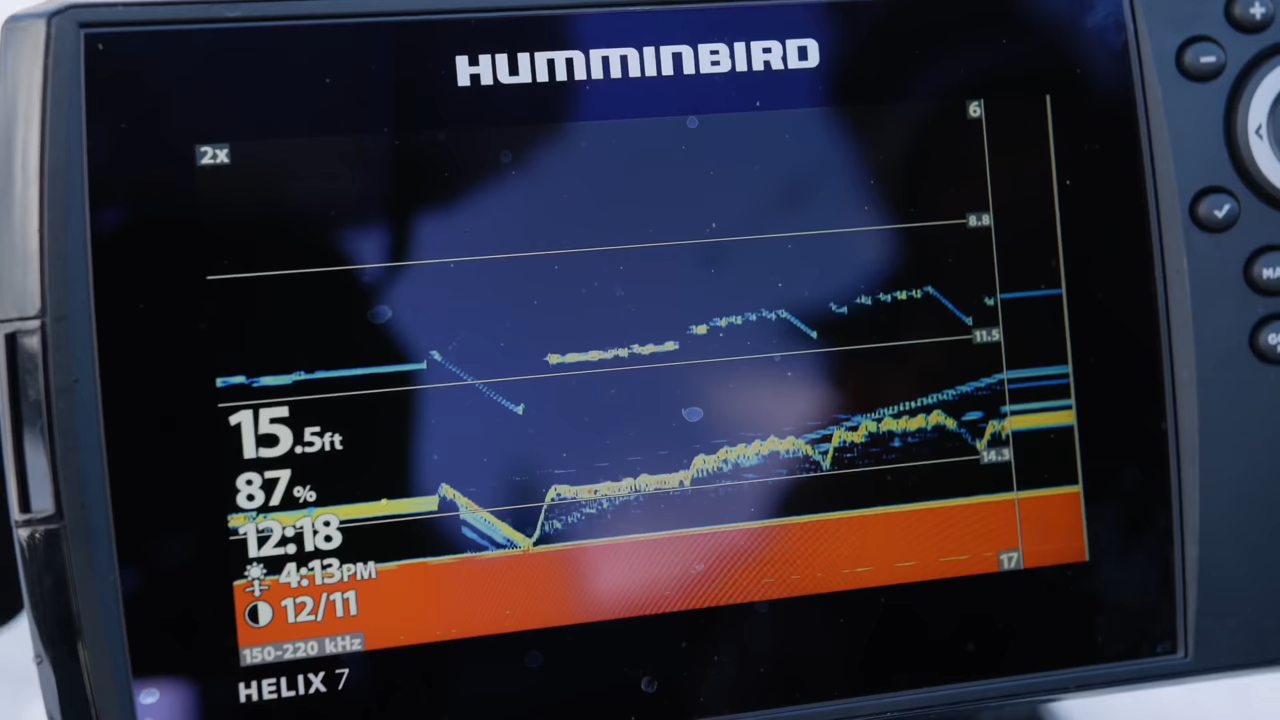 HUMMINBIRD
2x
6
8.8
11.5
14.3
17
15.5ft
87%
12:18
4:13PM
12/11
150-220 kHz
HELIX 7